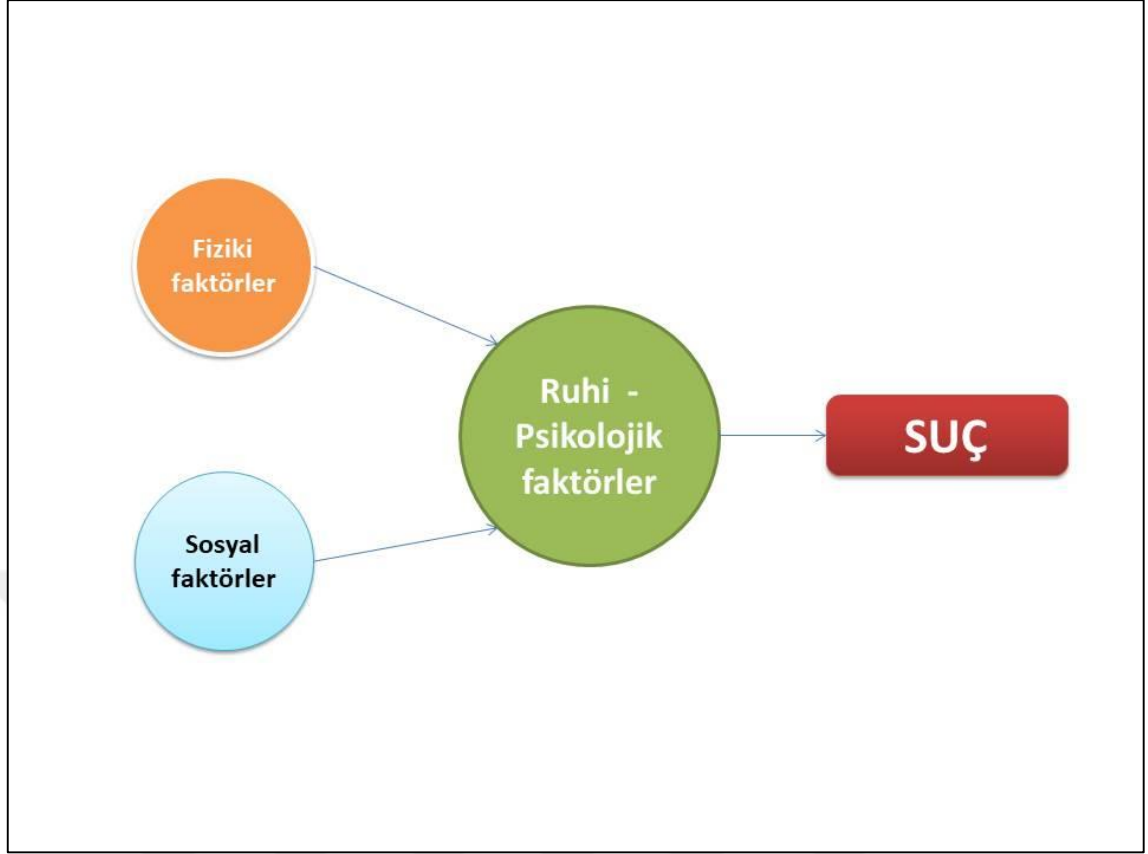 Fiziki
faktörler
Sosyal
faktörler
Ruhi -
Psikolojik
faktörler
SUÇ